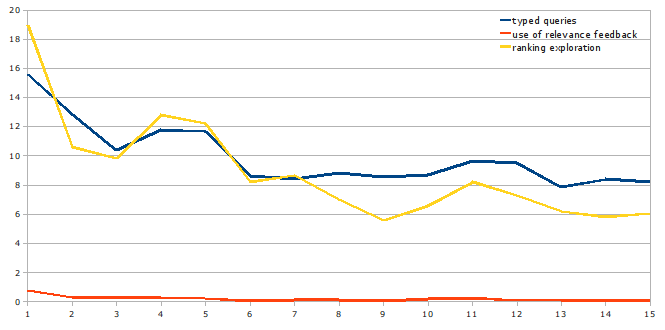 typed queries
use of relevance feedback
ranking exploration
20
18
16
14
12
10
8
6
4
2
0
1 2 3 4 5 6 7 8 9 10 11 12 13 14 15